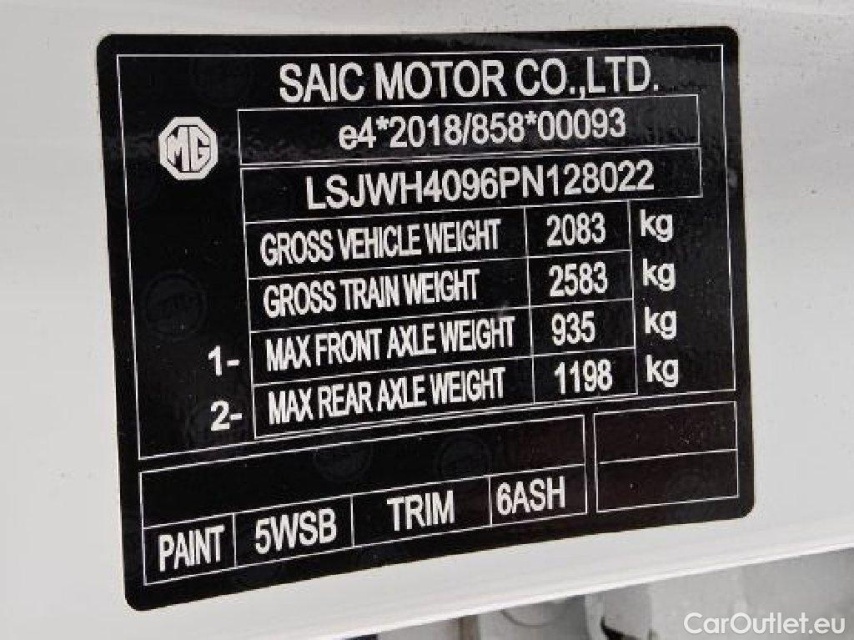 SAIC MOTOR CO.,LTD.
MG
e4*2018/858*00093
LSJWH4096PN128022
GROSS VEHICLE WEIGHT 2083 kg
GROSS TRAIN WEIGHT 2583 kg
1- MAX FRONT AXLE WEIGHT 935 kg
2- MAX REAR AXLE WEIGHT 1198 kg
PAINT 5WSB TRIM 6ASH
CarOutlet.eu